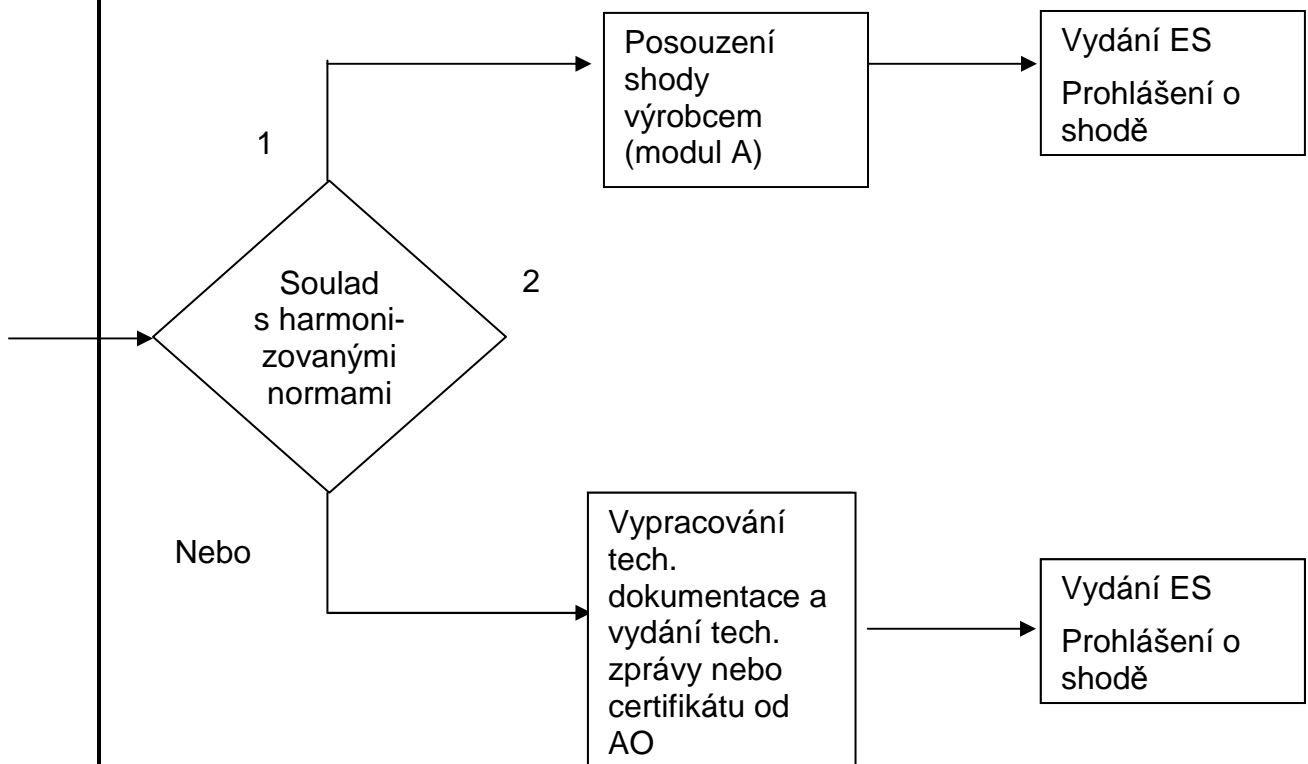 Posouzení
shody
výrobcem
(modul A)
Vydání ES
Prohlášení o
shodě
1
Soulad
s harmoni-
zovanými
normami
2
Nebo
Vypracování
tech.
dokumentace a
vydání tech.
zprávy nebo
certifikátu od
AO
Vydání ES
Prohlášení o
shodě